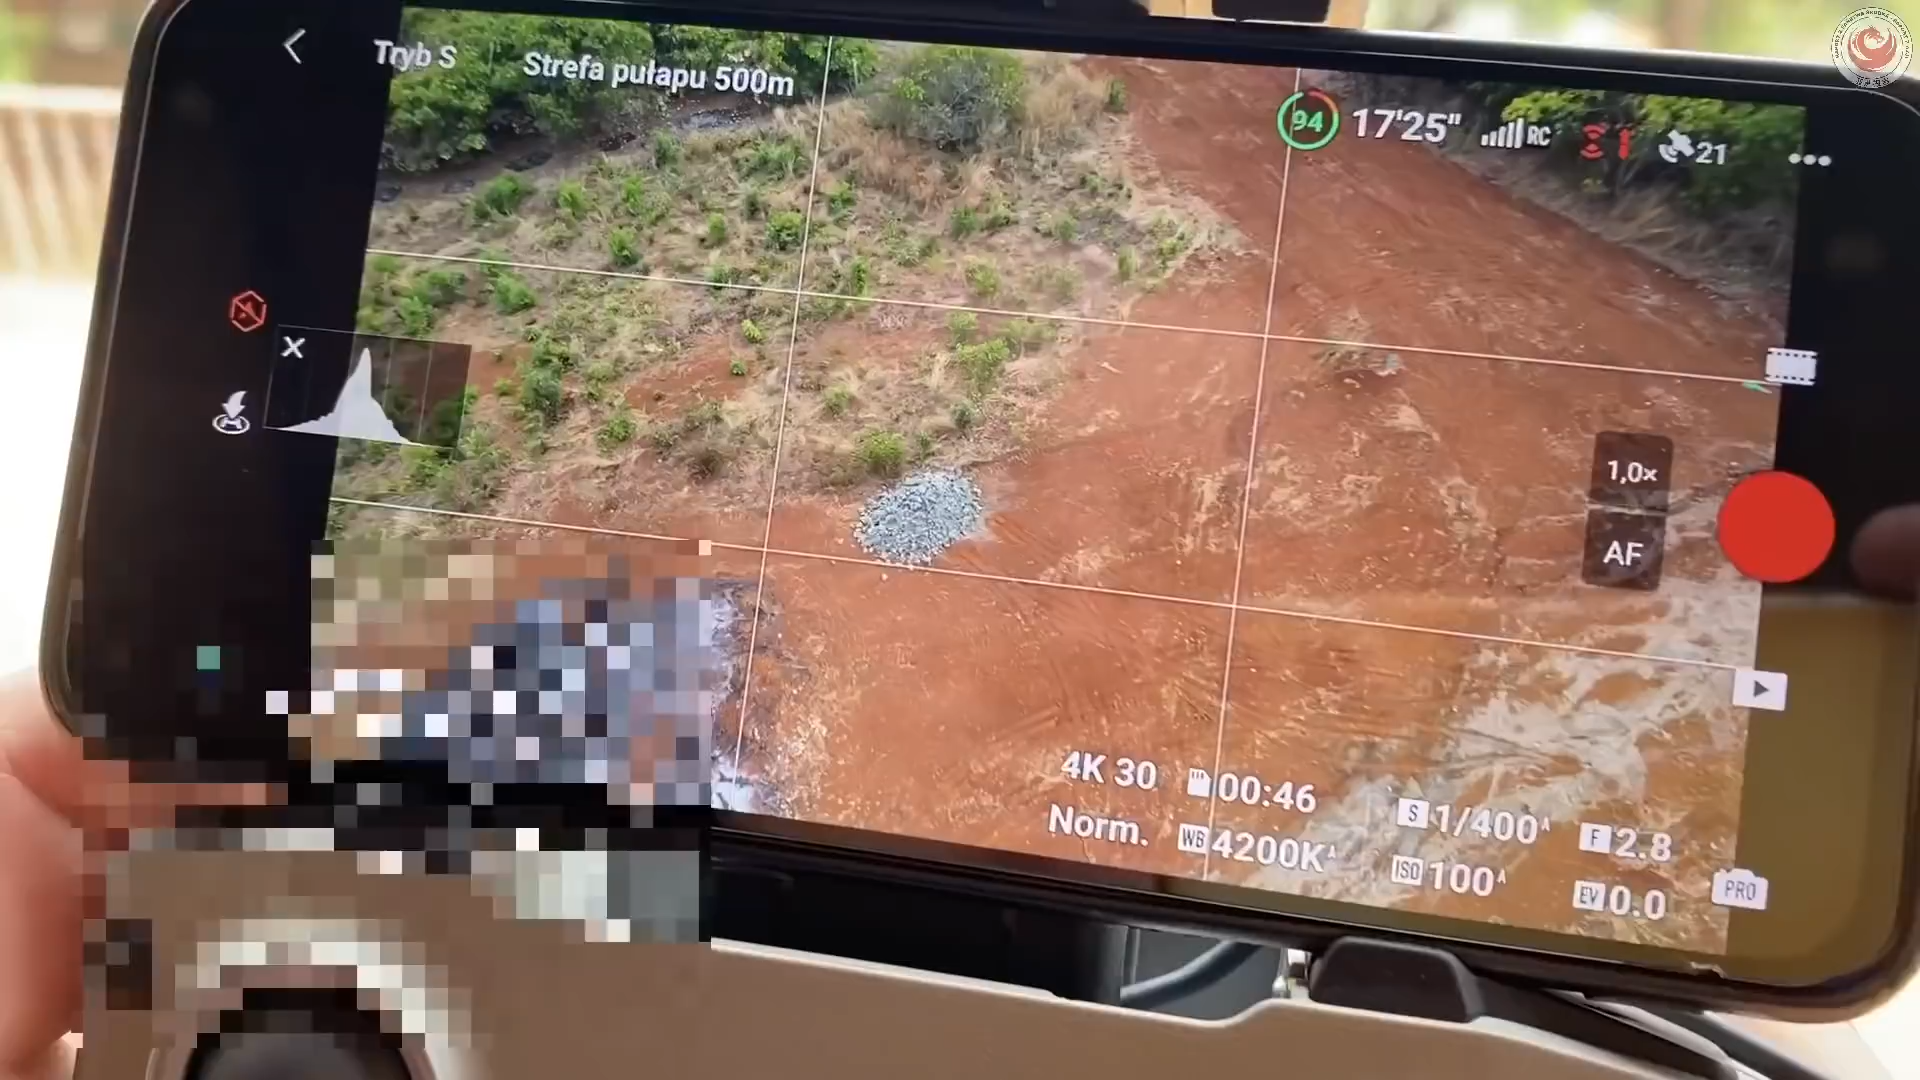 Tryb S
Strefa pułapu 500m
94
17'25"
RC
21
1,0×
AF
4K 30
00:46
S 1/400 A
F 2.8
Norm.
WB 4200K A
ISO 100 A
EV 0.0
PRO